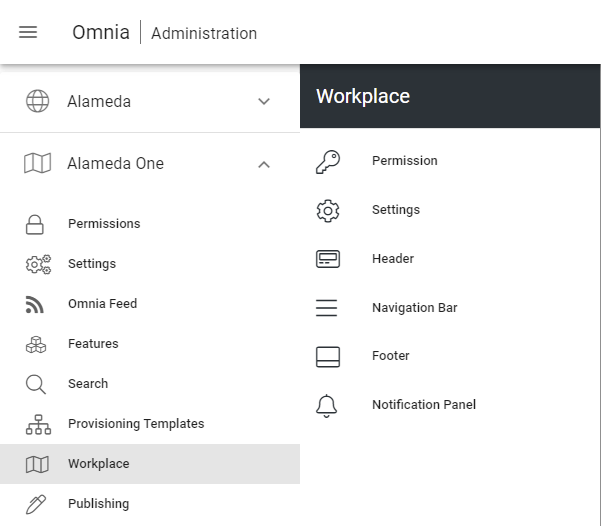 Omnia | Administration
Alameda
Alameda One
Permissions
Settings
Omnia Feed
Features
Search
Provisioning Templates
Workplace
Publishing
Workplace
Permission
Settings
Header
Navigation Bar
Footer
Notification Panel